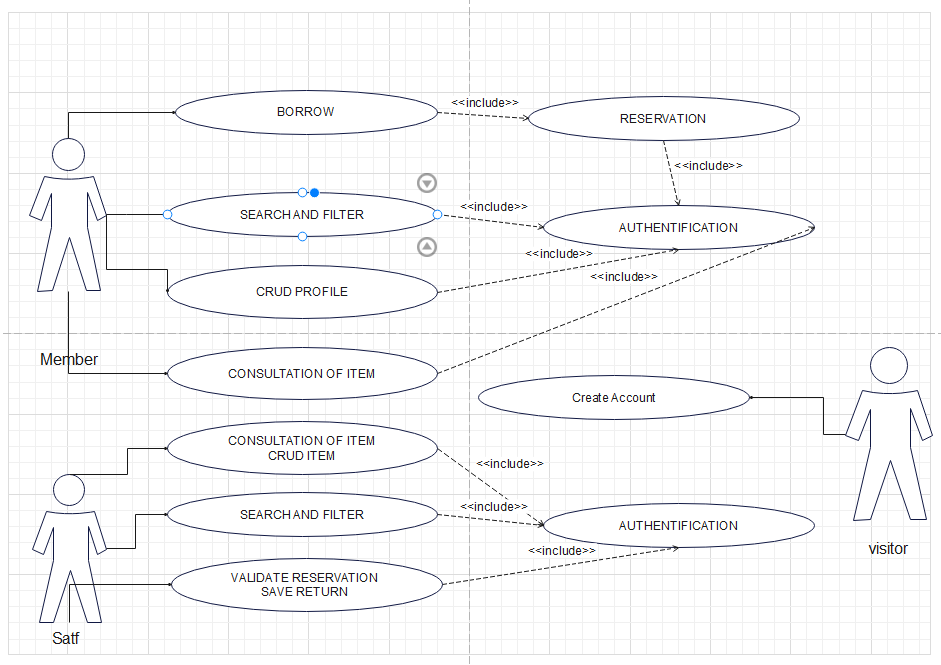 BORROW
<<include>>
RESERVATION
<<include>>
SEARCH AND FILTER
<<include>>
AUTHENTIFICATION
<<include>>
<<include>>
CRUD PROFILE
Member
CONSULTATION OF ITEM
Create Account
CONSULTATION OF ITEM
CRUD ITEM
<<include>>
SEARCH AND FILTER
<<include>>
AUTHENTIFICATION
<<include>>
visitor
VALIDATE RESERVATION
SAVE RETURN
Satf